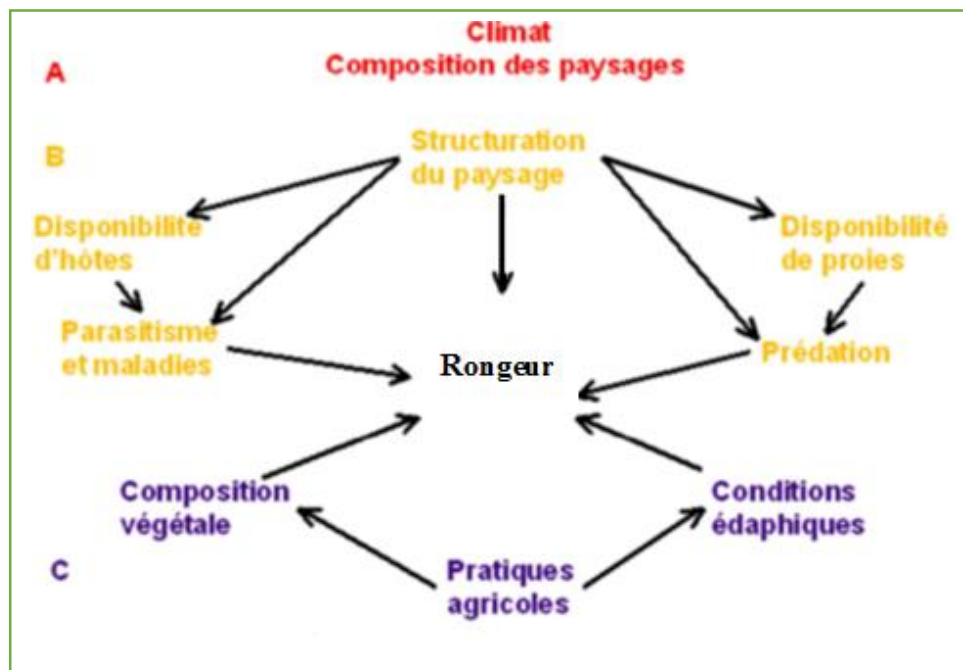 Climat
Composition des paysages
A
B
Structuration
du paysage
Disponibilité
d'hôtes
Disponibilité
de proies
Parasitisme
et maladies
Rongeur
Prédation
Composition
végétale
Conditions
édaphiques
C
Pratiques
agricoles